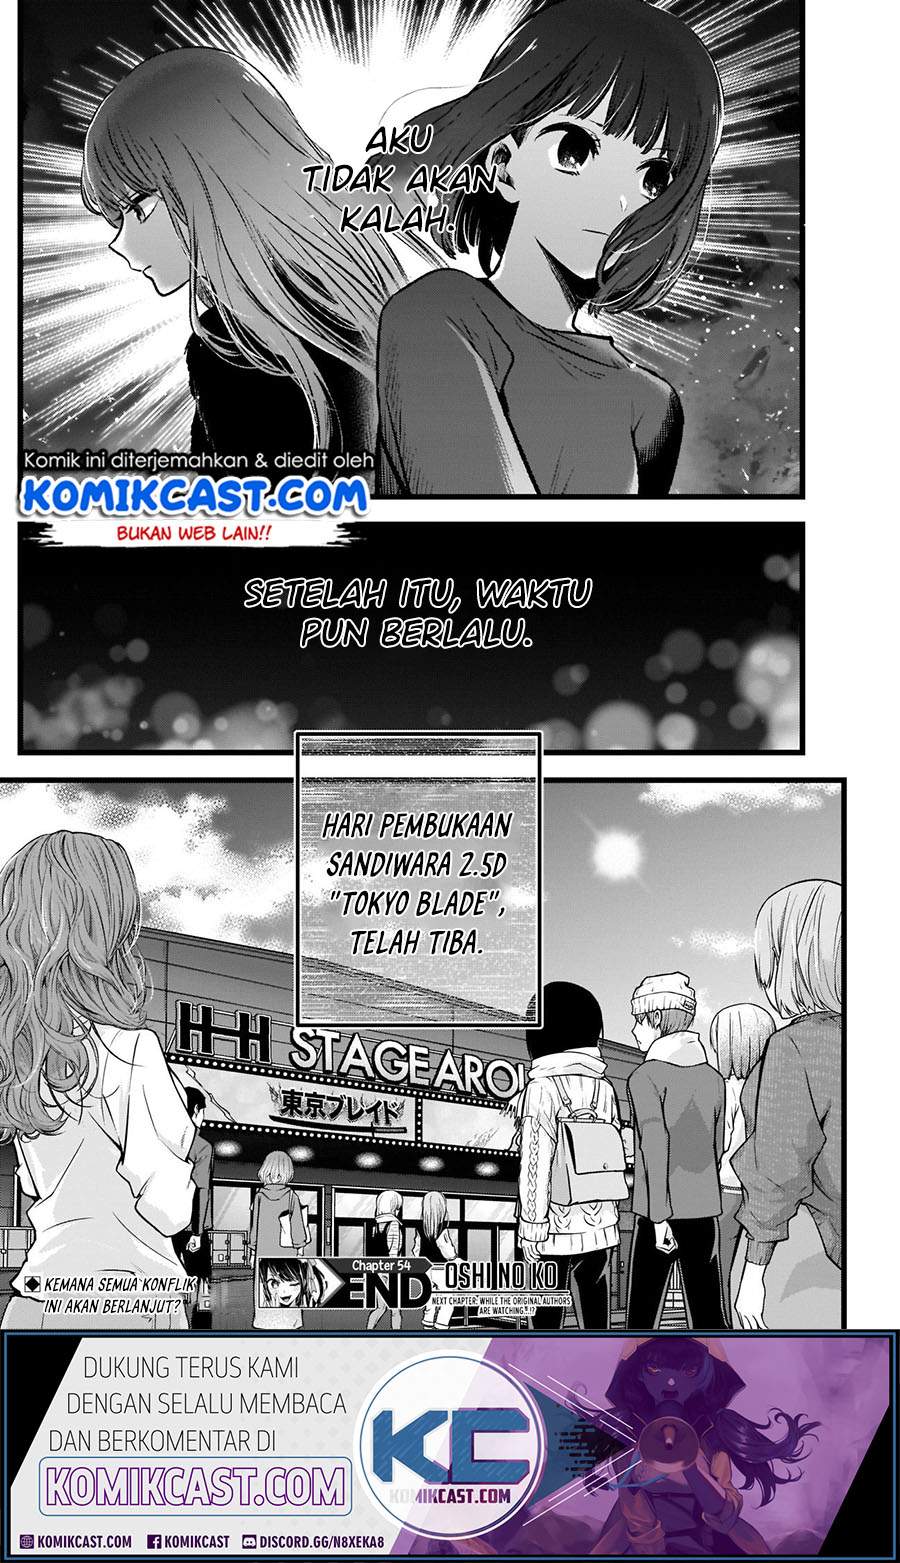 AKU
TIDAK AKAN
KALAH.
Komik ini diterjemahkan & diedit oleh
KOMIKCAST.COM
BUKAN WEB LAIN!!
SETELAH ITU, WAKTU
PUN BERLALU.
HARI PEMBUKAAN
SANDIWARA 2.5D
"TOKYO BLADE",
TELAH TIBA.
H-H STAGE AROU
東京ブレイド
KEMANA SEMUA KONFLIK
INI AKAN BERLANJUT?
Chapter 54
END
OSHI NO KO
NEXT CHAPTER: WHILE THE ORIGINAL AUTHORS
ARE WATCHING...!?
DUKUNG TERUS KAMI
DENGAN SELALU MEMBACA
DAN BERKOMENTAR DI
KOMIKCAST.COM
KC
KOMIKCAST.COM
KOMIKCAST.COM KOMIKCAST DISCORD.GG/N8XEKA8